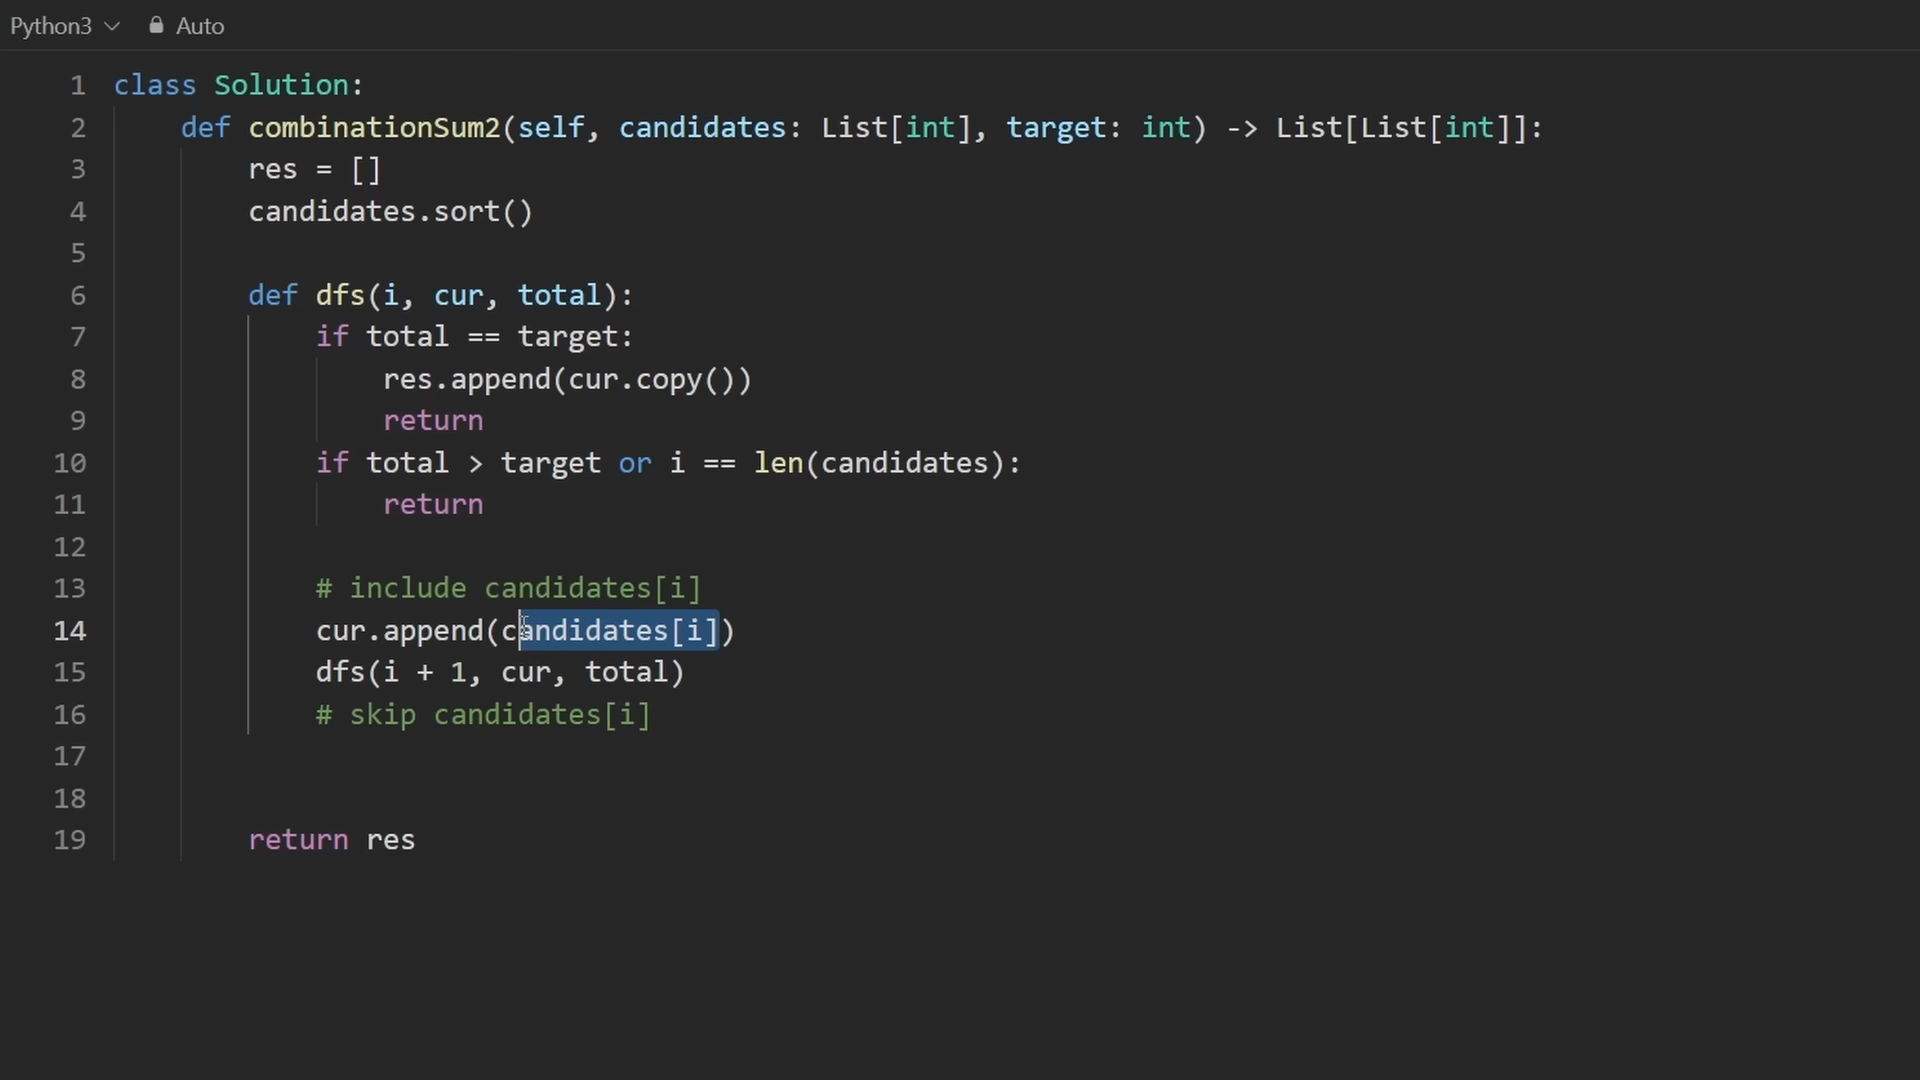 Python3 Auto
1 class Solution:
2 def combinationSum2(self, candidates: List[int], target: int) -> List[List[int]]:
3 res = []
4 candidates.sort()
5
6 def dfs(i, cur, total):
7 if total == target:
8 res.append(cur.copy())
9 return
10 if total > target or i == len(candidates):
11 return
12
13 # include candidates[i]
14 cur.append(candidates[i])
15 dfs(i + 1, cur, total)
16 # skip candidates[i]
17
18
19 return res